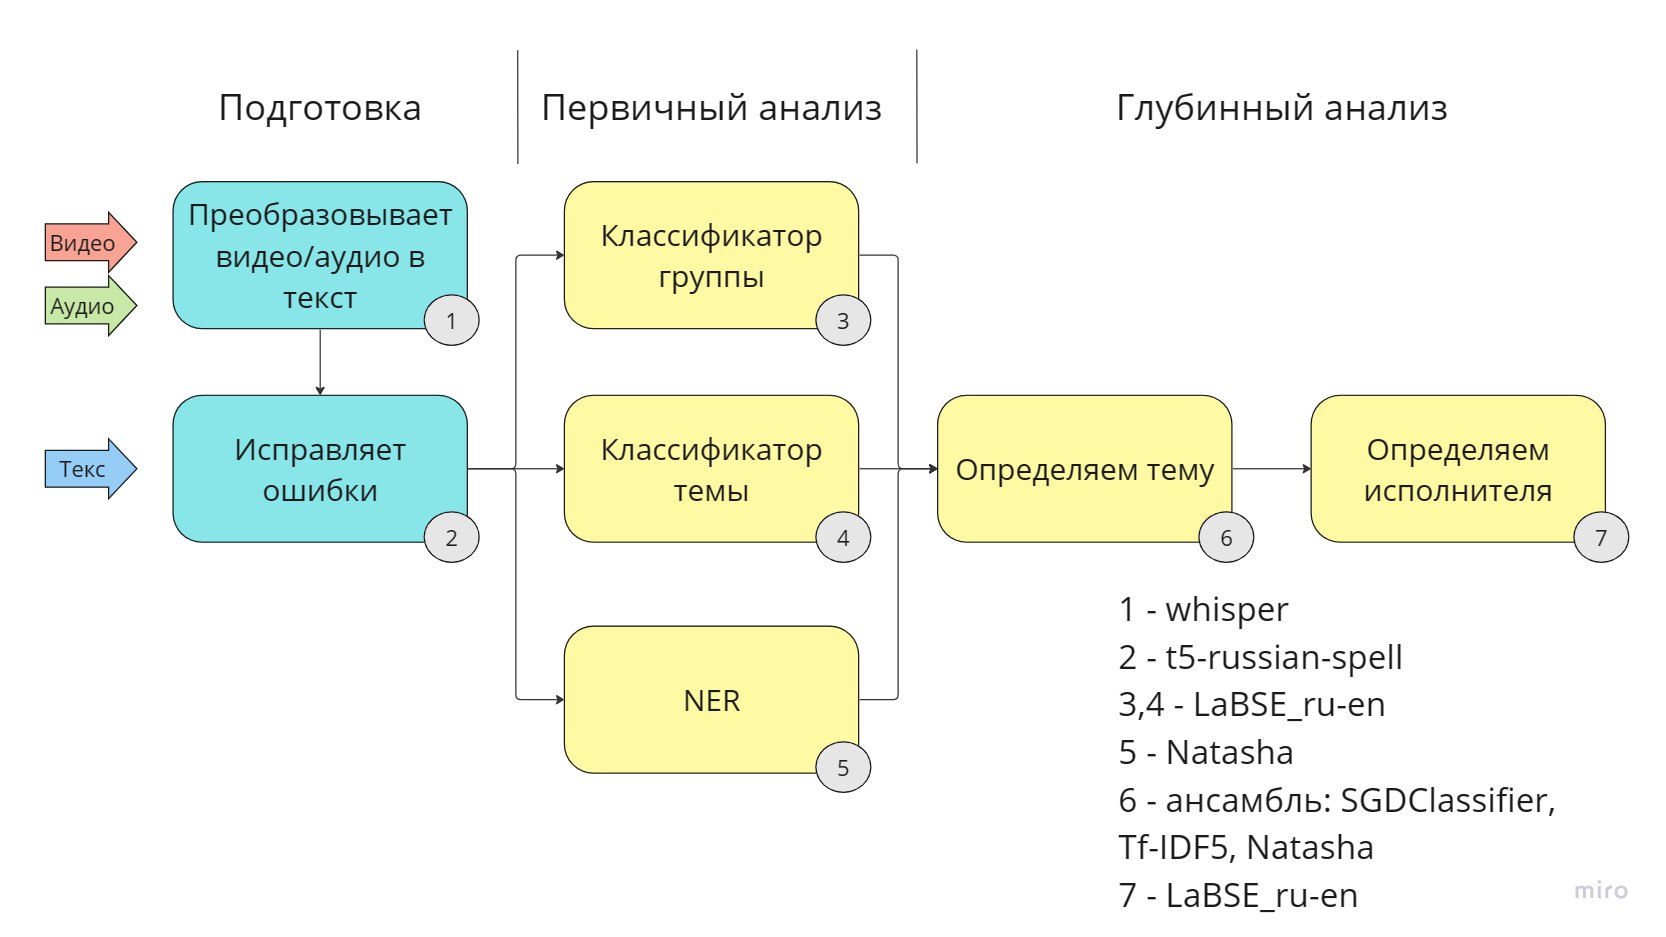 Подготовка
Первичный анализ
Глубинный анализ
Видео
Аудио
Преобразовывает
видео/аудио в
текст
1
Классификатор
группы
3
Текс
Исправляет
ошибки
2
Классификатор
темы
4
Определяем тему
6
Определяем
исполнителя
7
NER
5
1 - whisper
2 - t5-russian-spell
3,4 - LaBSE_ru-en
5 - Natasha
6 - ансамбль: SGDClassifier,
Tf-IDF5, Natasha
7 - LaBSE_ru-en
miro